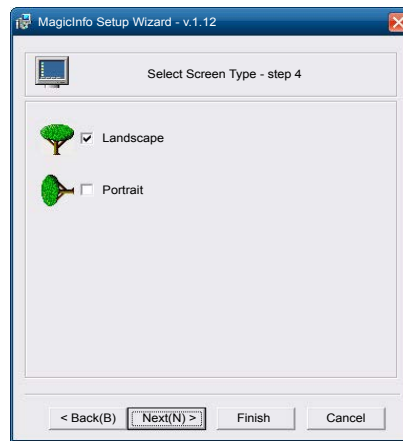 MagicInfo Setup Wizard - v.1.12
Select Screen Type - step 4
Landscape
Portrait
< Back(B) Next(N) > Finish Cancel